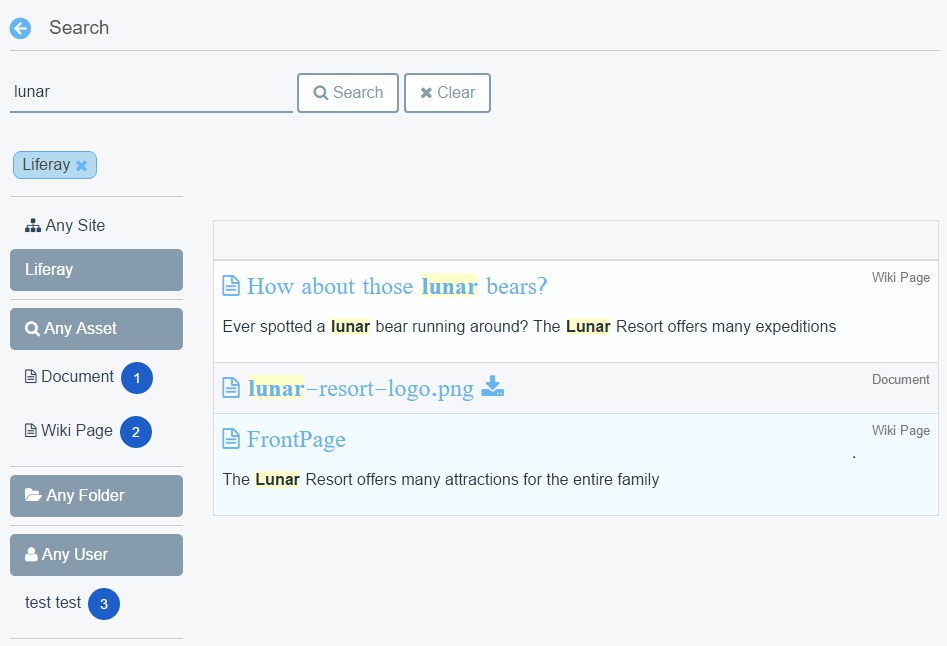 Search
lunar
Search
Clear
Liferay
Any Site
Liferay
Any Asset
Document 1
Wiki Page 2
Any Folder
Any User
test test 3
How about those lunar bears?
Wiki Page
Ever spotted a lunar bear running around? The Lunar Resort offers many expeditions
lunar-resort-logo.png
Document
FrontPage
Wiki Page
.
The Lunar Resort offers many attractions for the entire family